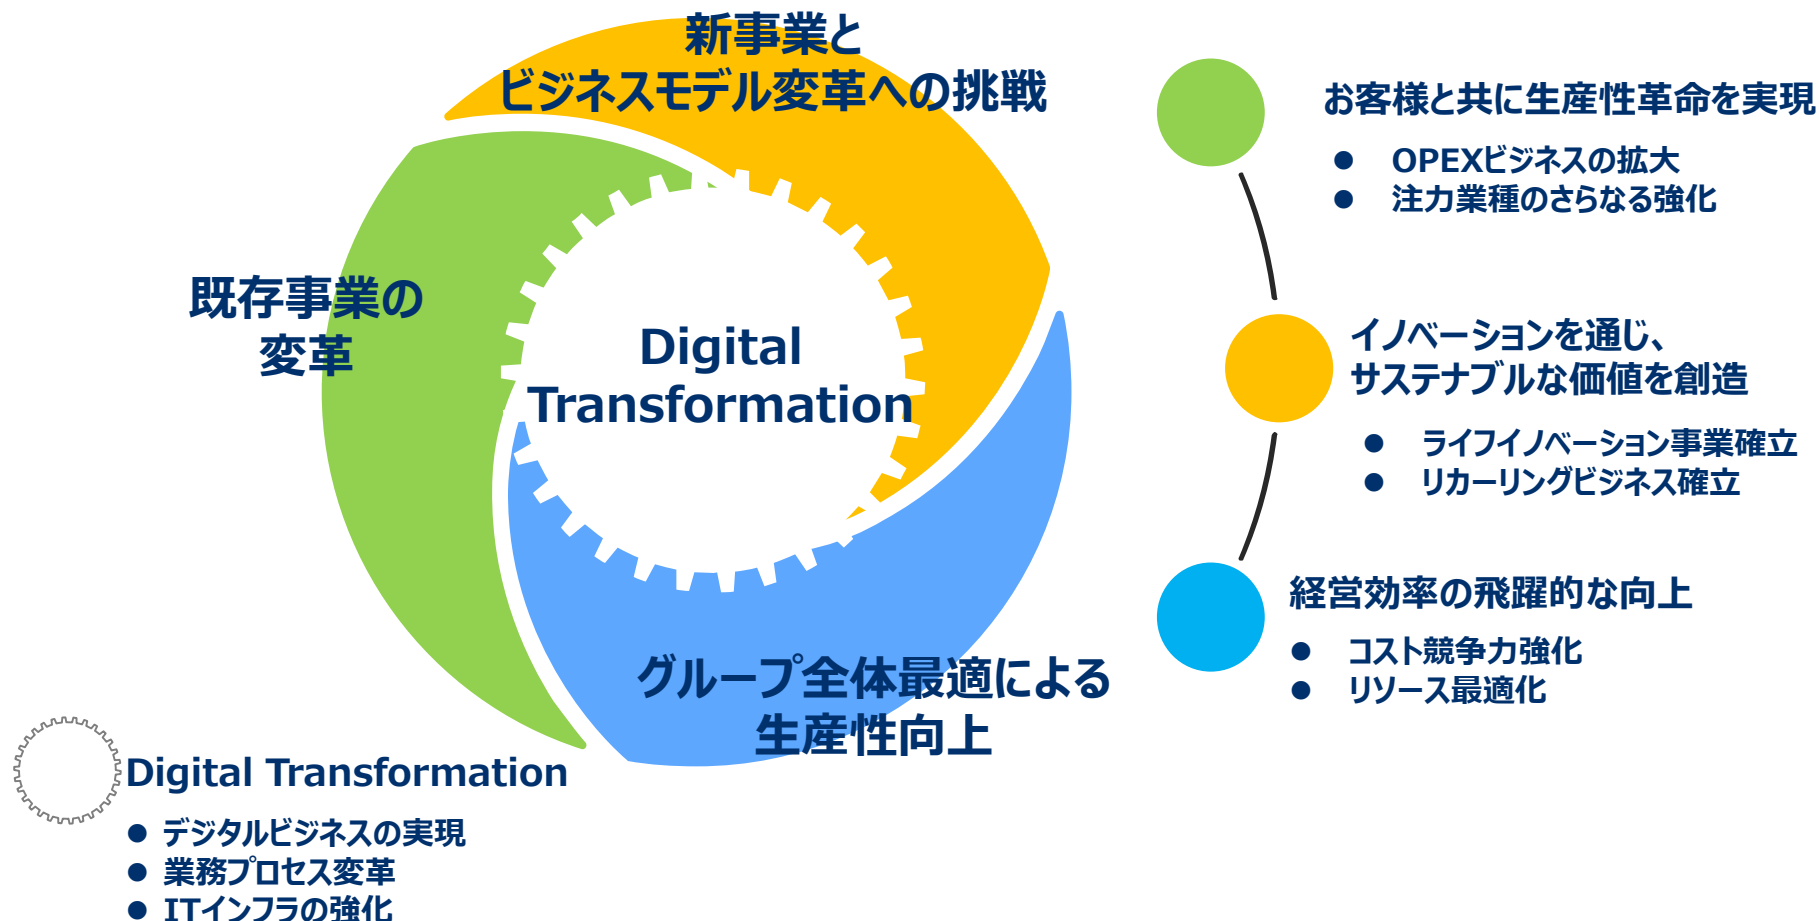 新事業と
ビジネスモデル変革への挑戦
既存事業の
変革
Digital
Transformation
グループ全体最適による
生産性向上
Digital Transformation
● デジタルビジネスの実現
● 業務プロセス変革
● ITインフラの強化
お客様と共に生産性革命を実現
● OPEXビジネスの拡大
● 注力業種のさらなる強化
イノベーションを通じ、
サステナブルな価値を創造
● ライフイノベーション事業確立
● リカーリングビジネス確立
経営効率の飛躍的な向上
● コスト競争力強化
● リソース最適化